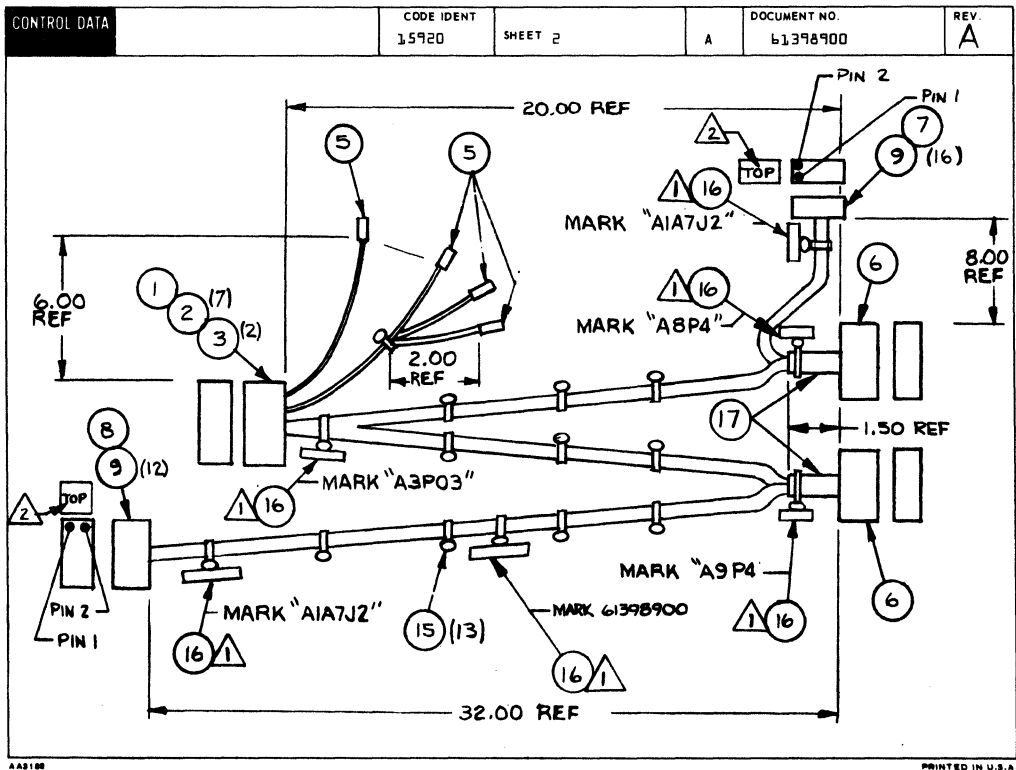 CONTROL DATA
CODE IDENT
15920
SHEET 2
A
DOCUMENT NO.
61398900
REV.
A
PIN 2
PIN 1
20.00 REF
2
TOP
7
9 (16)
5
5
1 16
MARK "A1A7J2"
8.00
REF
6
1 16
MARK "A8P4"
6.00
REF
1
2 (7)
3 (2)
2.00
REF
17
1.50 REF
8
9 (12)
MARK "A3P03"
1 16
TOP
2
MARK "A9P4
6
PIN 2
PIN 1
MARK "A1A7J2"
MARK 61398900
15 (13)
1 16
16 1
16 1
32.00 REF
AA3188
PRINTED IN U.S.A